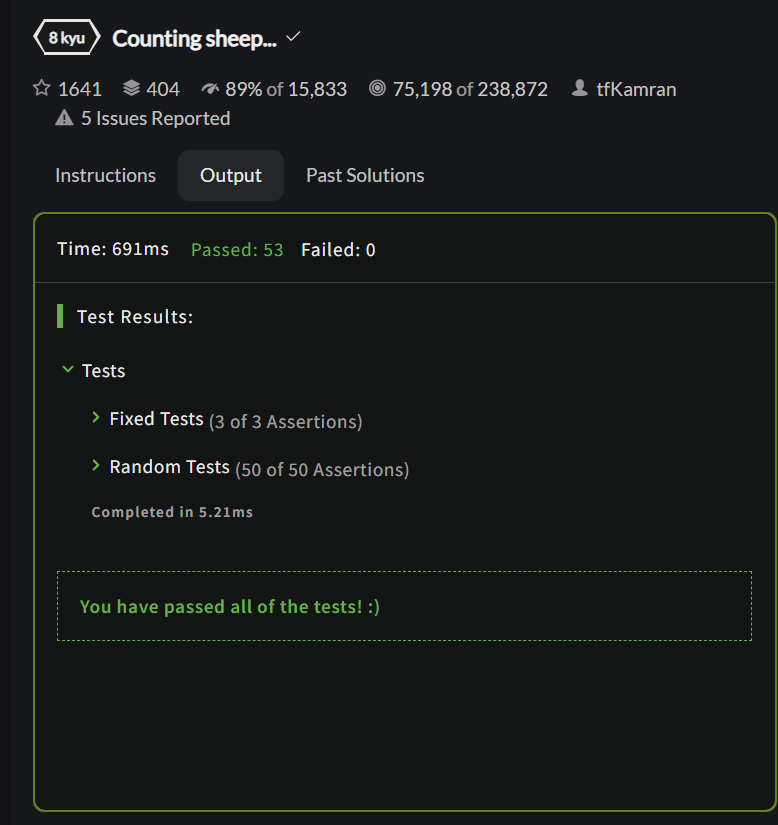 8 kyu Counting sheep...
1641 404 89% of 15,833 75,198 of 238,872 tfKamran
5 Issues Reported
Instructions Output Past Solutions
Time: 691ms Passed: 53 Failed: 0
Test Results:
Tests
Fixed Tests (3 of 3 Assertions)
Random Tests (50 of 50 Assertions)
Completed in 5.21ms
You have passed all of the tests! :)